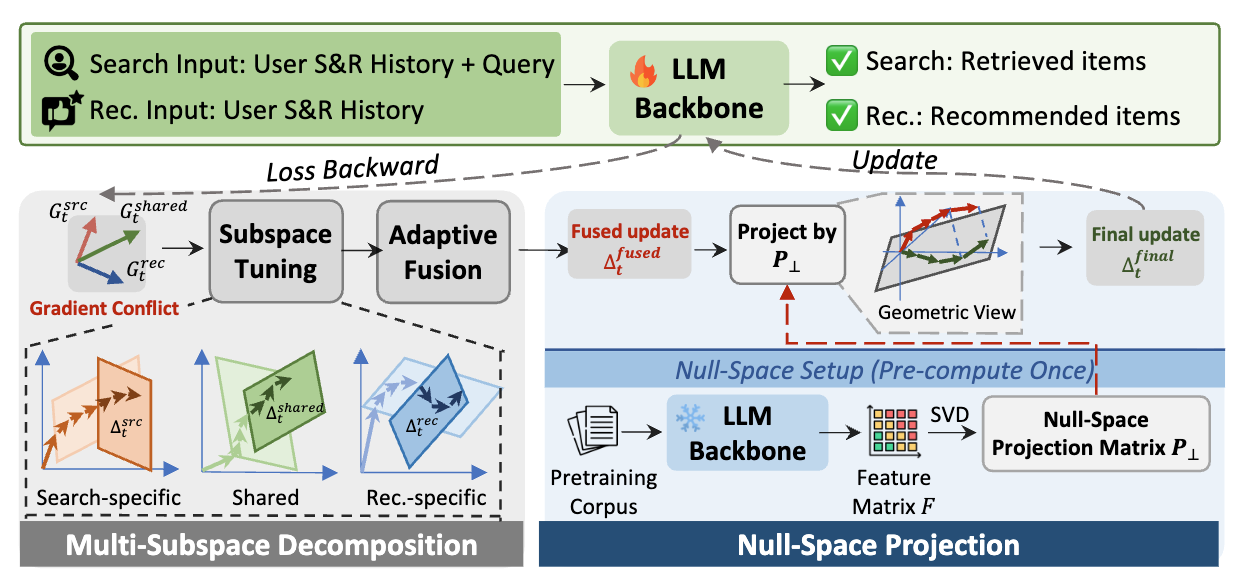 Search Input: User S&R History + Query
Rec. Input: User S&R History
LLM
Backbone
Search: Retrieved items
Rec.: Recommended items
Loss Backward
Update
G_t^{src}
G_t^{shared}
G_t^{rec}
Gradient Conflict
Subspace
Tuning
Adaptive
Fusion
Fused update
Δ_t^{fused}
Project by
P_⊥
Geometric View
Final update
Δ_t^{final}
Δ_t^{src}
Δ_t^{shared}
Δ_t^{rec}
Search-specific
Shared
Rec.-specific
Multi-Subspace Decomposition
Null-Space Setup (Pre-compute Once)
Pretraining
Corpus
LLM
Backbone
Feature
Matrix F
SVD
Null-Space
Projection Matrix P_⊥
Null-Space Projection